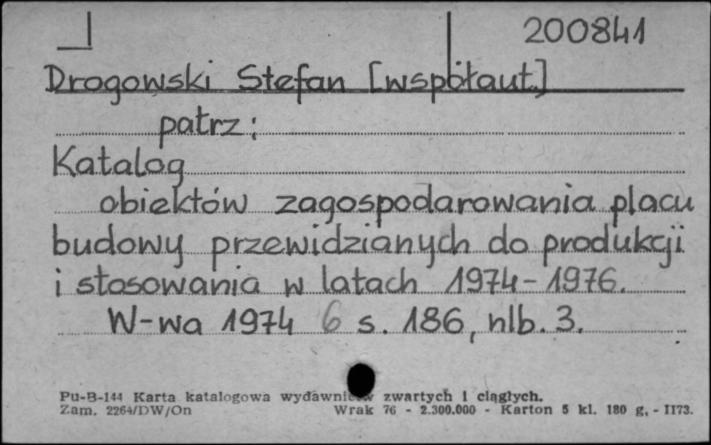 200841
Drogowski Stefan [współaut.]
patrz:
Katalog
obiektów zagospodarowania placu
budowy przewidzianych do produkcji
i stosowania w latach 1974-1976.
W-wa 1974 6 s. 186, nlb. 3.
Pu-B-144 Karta katalogowa wydawnictw zwartych i ciągłych.
Zam. 2264/DW/On Wrak 76 - 2.300.000 - Karton 5 kl. 180 g. - II73.